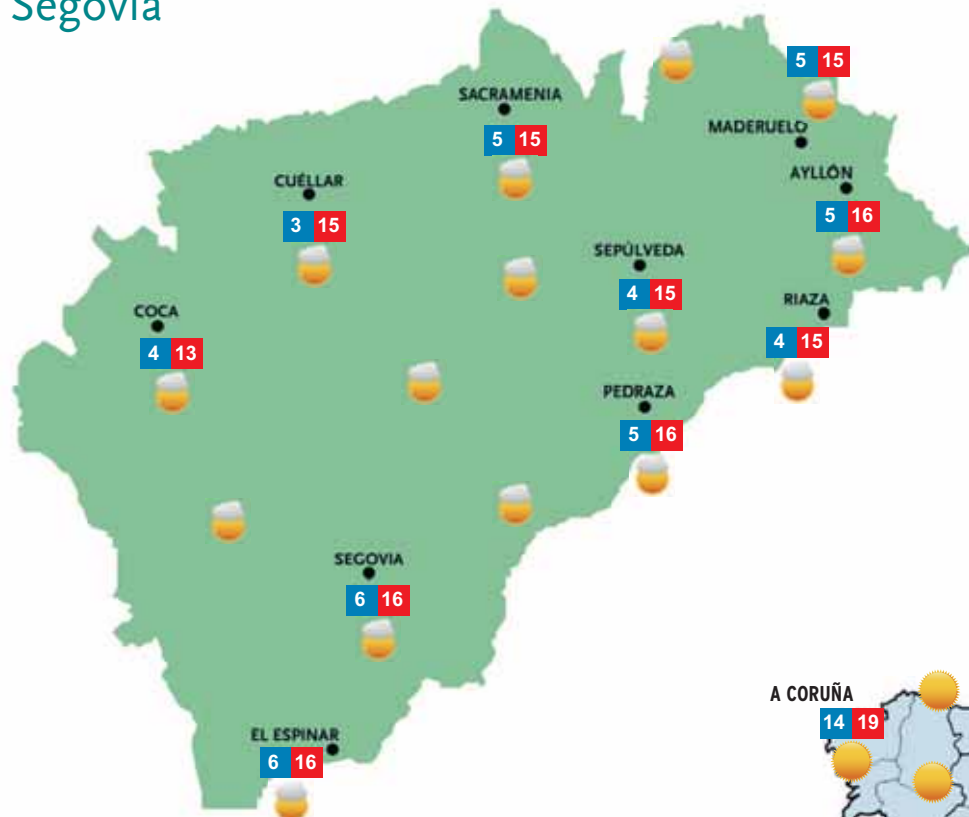 Segovia
5 15
SACRAMENIA
MADERUELO
5 15
AYLLÓN
CUÉLLAR
5 16
3 15
SEPÚLVEDA
4 15
RIAZA
COCA
4 15
4 13
PEDRAZA
5 16
SEGOVIA
6 16
A CORUÑA
14 19
EL ESPINAR
6 16